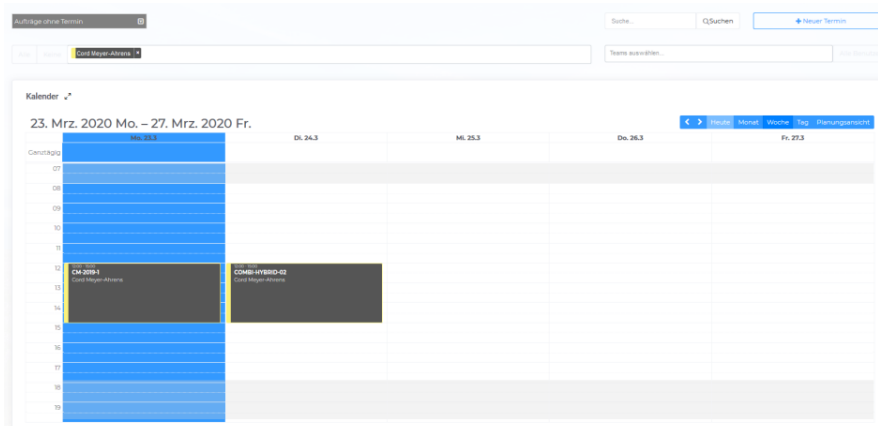 Aufträge ohne Termin
Suche...
Suchen
+ Neuer Termin
Cord Meyer-Ahrens
Teams auswählen...
Kalender
23. Mrz. 2020 Mo. – 27. Mrz. 2020 Fr.
Heute Monat Woche Tag Planungsansicht
Mo. 23.3 Di. 24.3 Mi. 25.3 Do. 26.3 Fr. 27.3
Ganztägig
07
08
09
10
11
12
CM-2019-1
Cord Meyer-Ahrens
COMBI-HYBRID-02
Cord Meyer-Ahrens
13
14
15
16
17
18
19